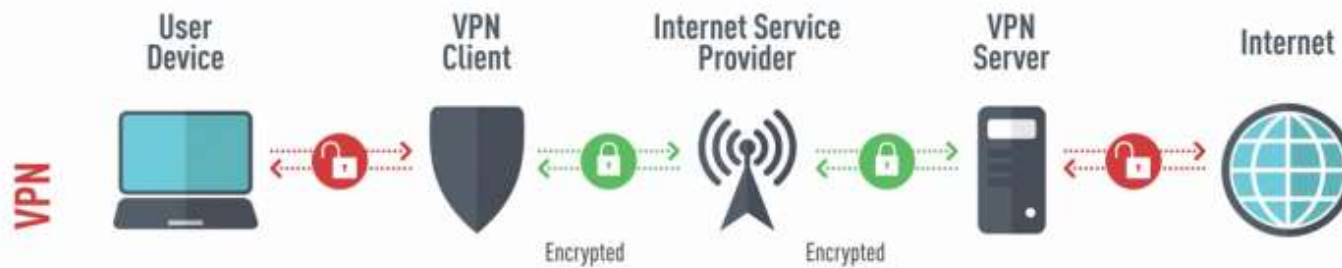 User
Device
VPN
Client
Internet Service
Provider
VPN
Server
Internet
VPN
Encrypted
Encrypted